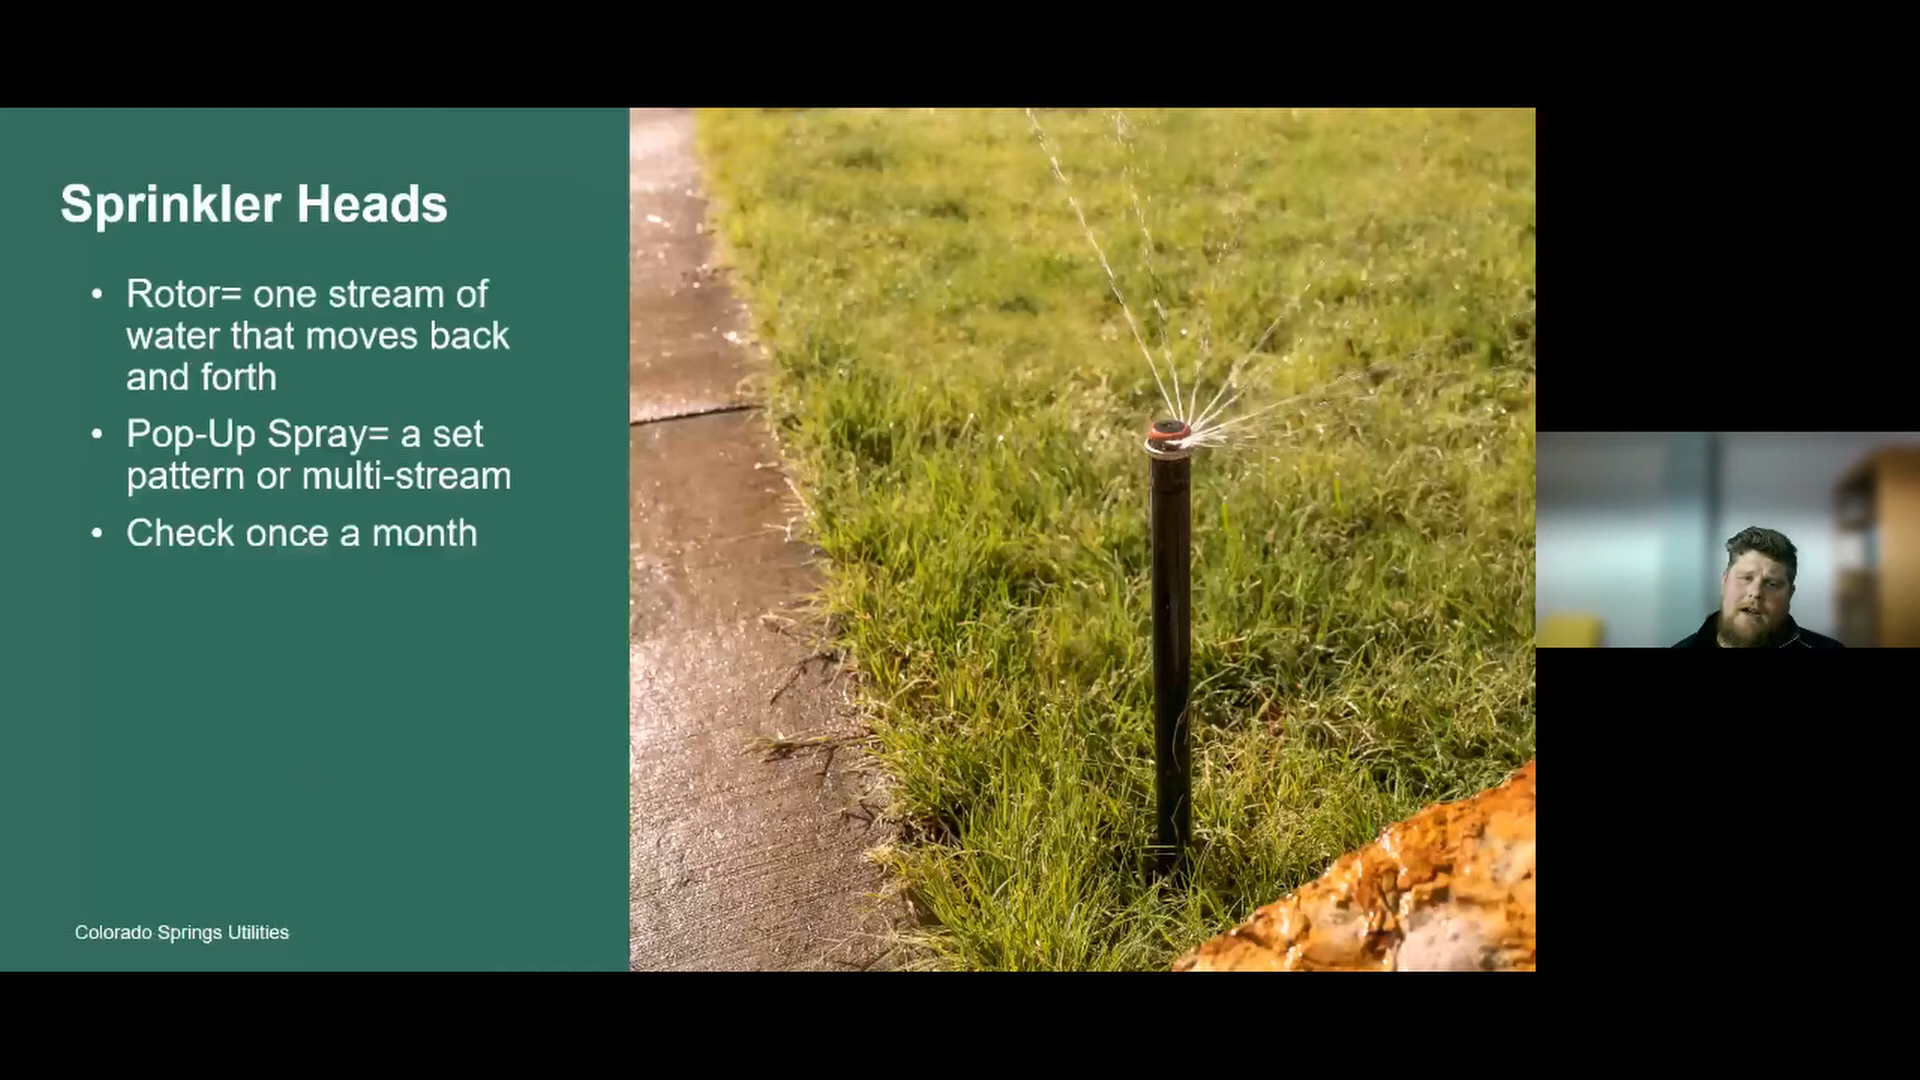 Sprinkler Heads
• Rotor= one stream of
water that moves back
and forth
• Pop-Up Spray= a set
pattern or multi-stream
• Check once a month
Colorado Springs Utilities